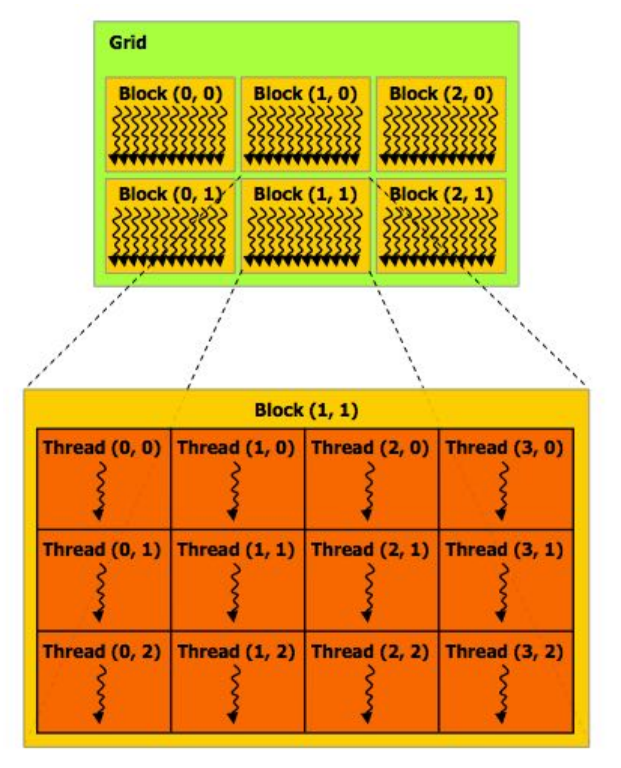 Grid
Block (0, 0) Block (1, 0) Block (2, 0)
Block (0, 1) Block (1, 1) Block (2, 1)
Block (1, 1)
Thread (0, 0) Thread (1, 0) Thread (2, 0) Thread (3, 0)
Thread (0, 1) Thread (1, 1) Thread (2, 1) Thread (3, 1)
Thread (0, 2) Thread (1, 2) Thread (2, 2) Thread (3, 2)